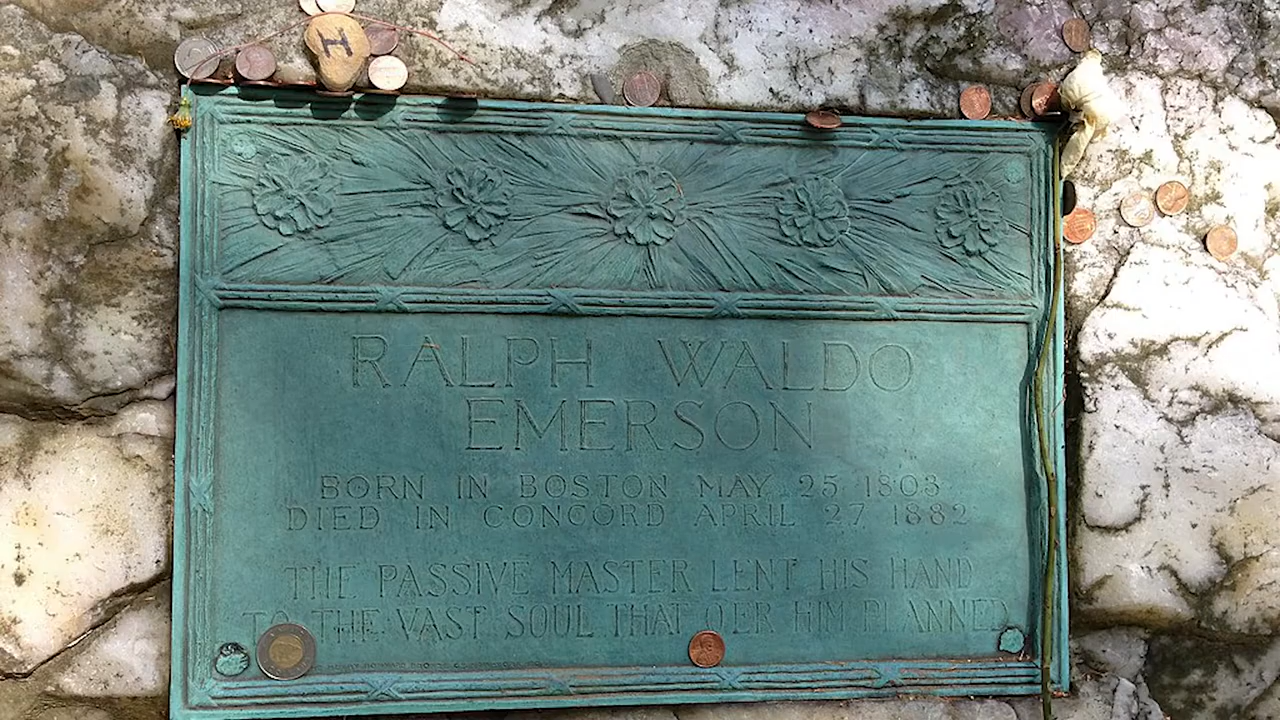 H
RALPH WALDO
EMERSON
BORN IN BOSTON MAY 25 1803
DIED IN CONCORD APRIL 27 1882
THE PASSIVE MASTER LENT HIS HAND
TO THE VAST SOUL THAT O'ER HIM PLANNED